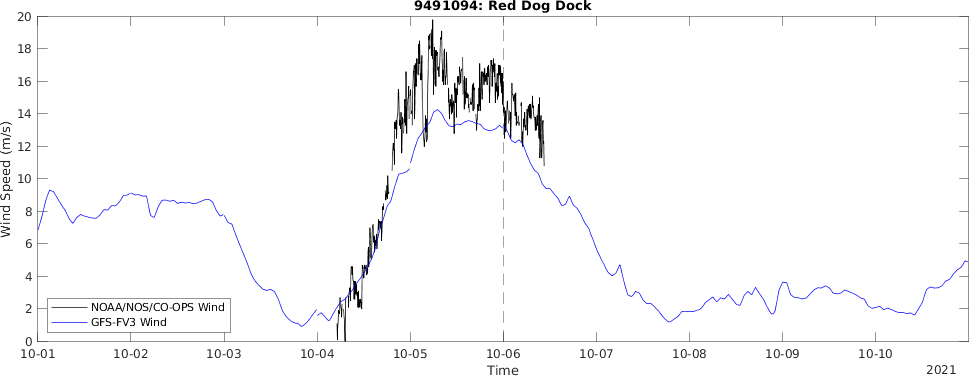 9491094: Red Dog Dock
Wind Speed (m/s)
20
18
16
14
12
10
8
6
4
2
0
NOAA/NOS/CO-OPS Wind
GFS-FV3 Wind
10-01 10-02 10-03 10-04 10-05 10-06 10-07 10-08 10-09 10-10
Time
2021